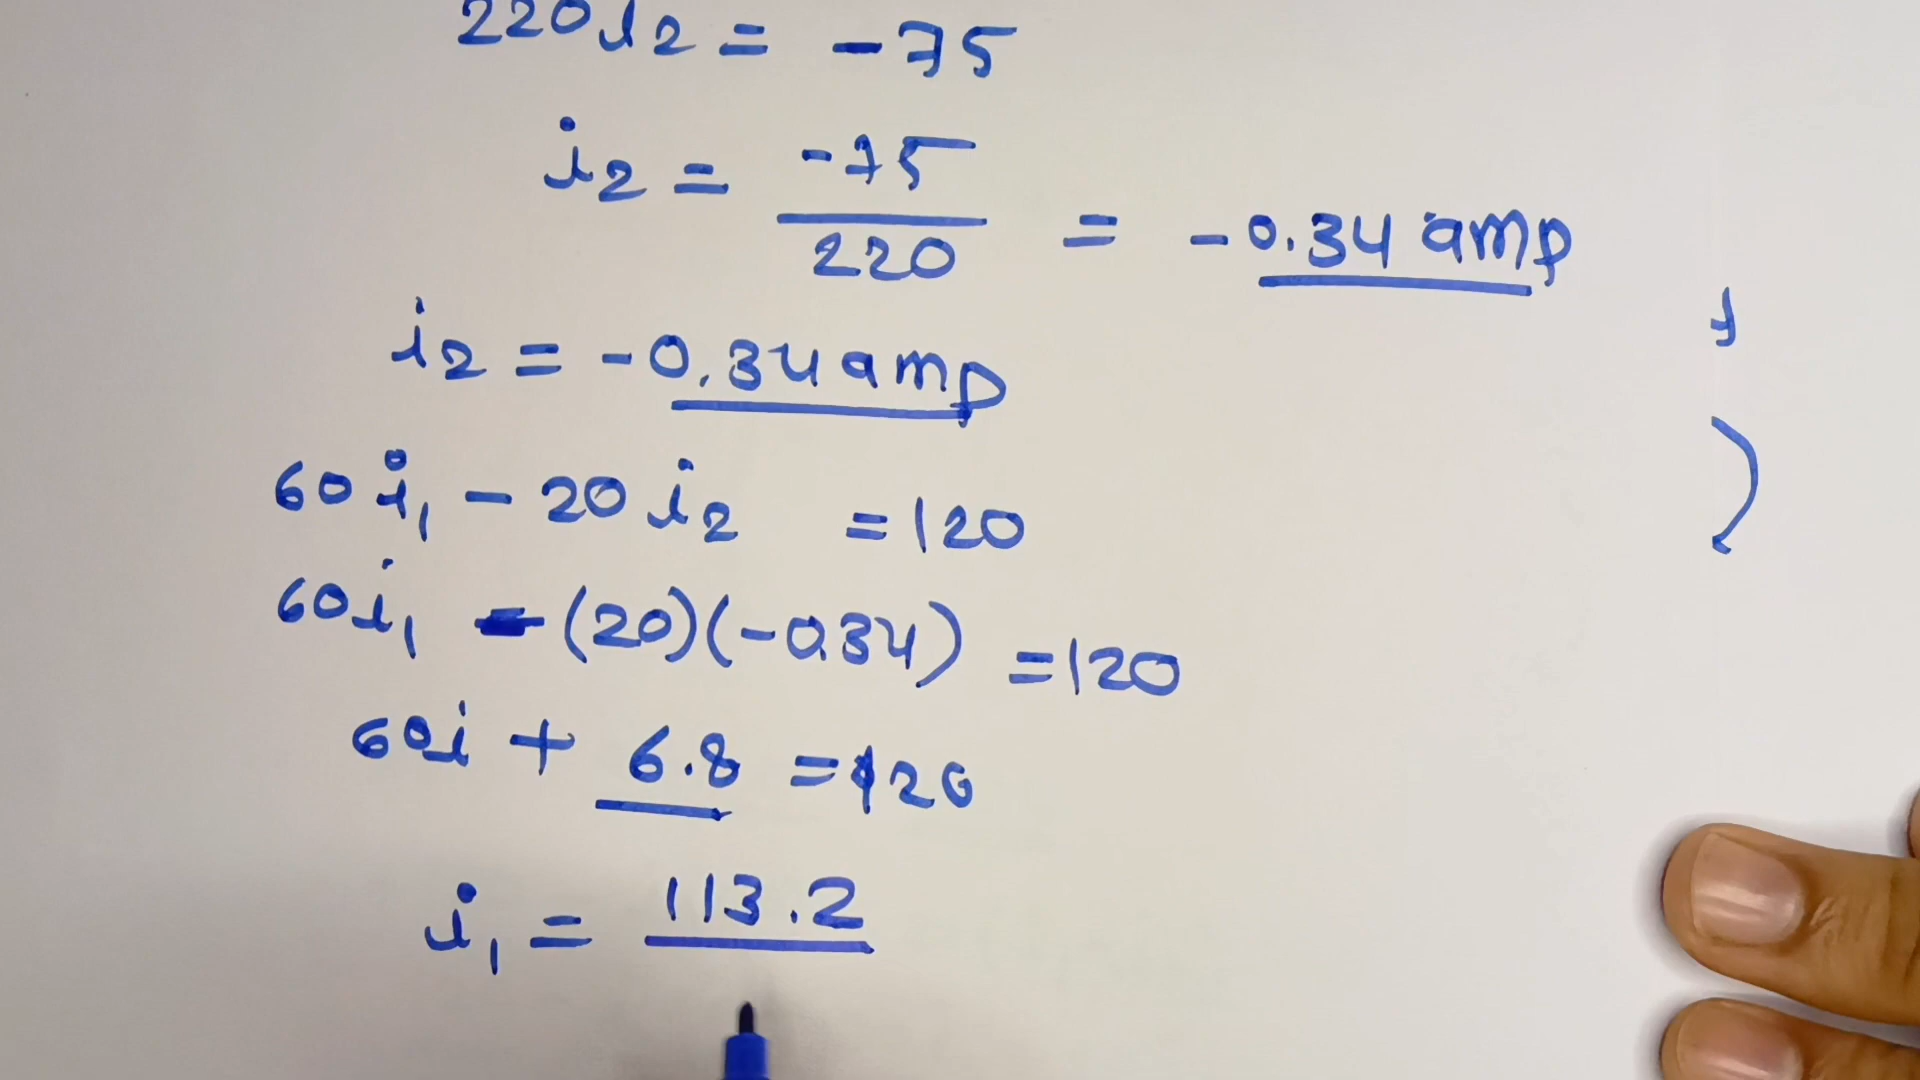 220i2 = -75
i2 = -75/220 = -0.34 amp
i2 = -0.34 amp
60i1 - 20i2 = 120
60i1 - (20)(-0.34) = 120
60i + 6.8 = 120
i1 = 113.2